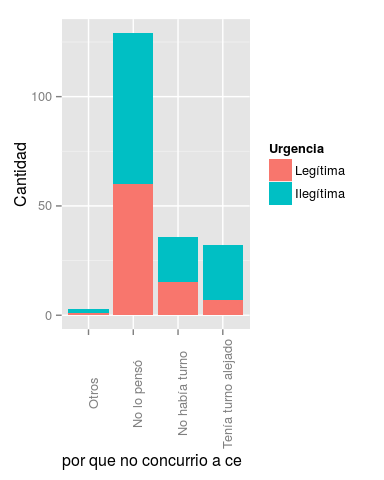 Cantidad
100
50
0
Otros
No lo pensó
No había turno
Tenía turno alejado
por que no concurrio a ce
Urgencia
Legítima
Ilegítima